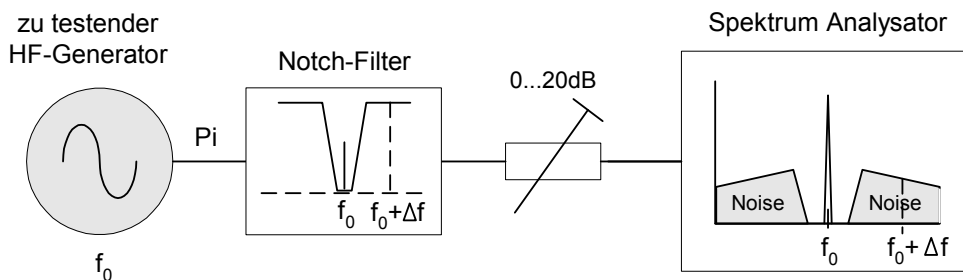 zu testender
HF-Generator
f₀
Pi
Notch-Filter
f₀
f₀+Δf
0...20dB
Spektrum Analysator
Noise
Noise
f₀
f₀+ Δf